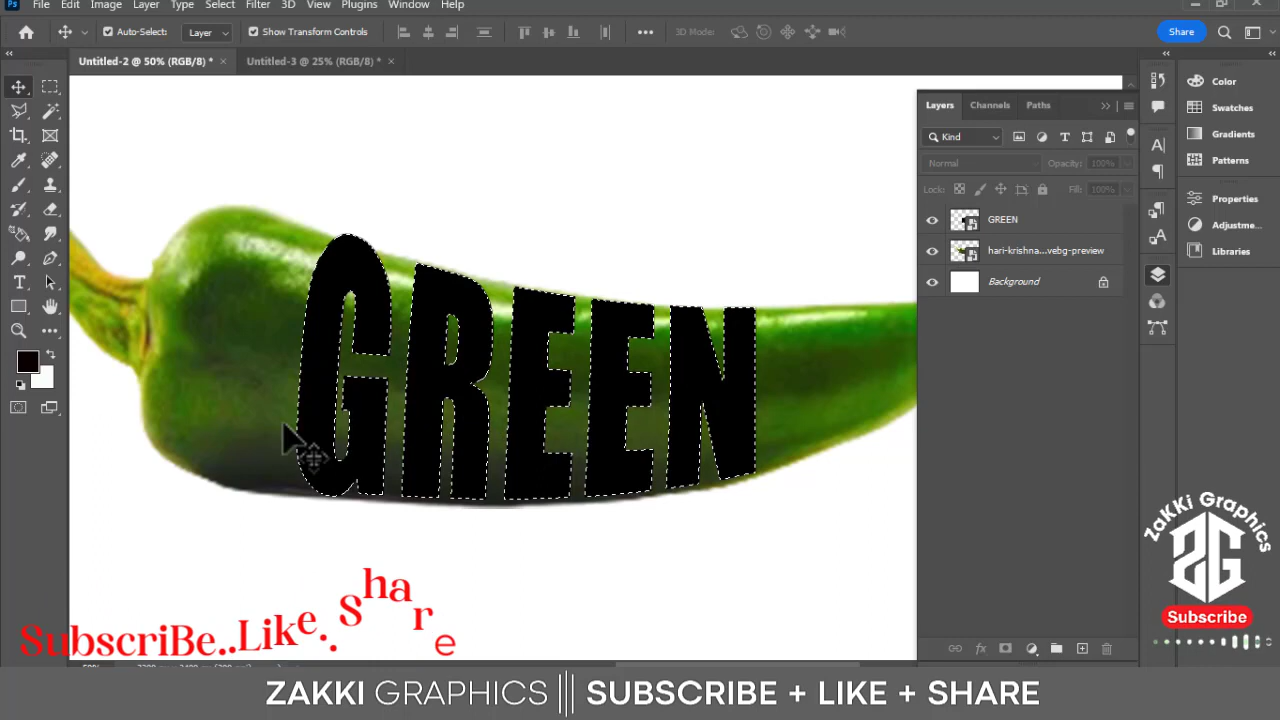 Ps File Edit Image Layer Type Select Filter 3D View Plugins Window Help
Auto-Select: Layer Show Transform Controls ••• 3D Mode: Share
Untitled-2 @ 50% (RGB/8) * × Untitled-3 @ 25% (RGB/8) * ×
Layers Channels Paths
Kind
Normal Opacity: 100%
Lock: Fill: 100%
GREEN
hari-krishna...vebg-preview
Background
Color
Swatches
Gradients
Patterns
Properties
Adjustme...
Libraries
GREEN
ZaKKi Graphics
ZG
Subscribe
SubscriBe..Like..Share
ZAKKI GRAPHICS ||| SUBSCRIBE + LIKE + SHARE